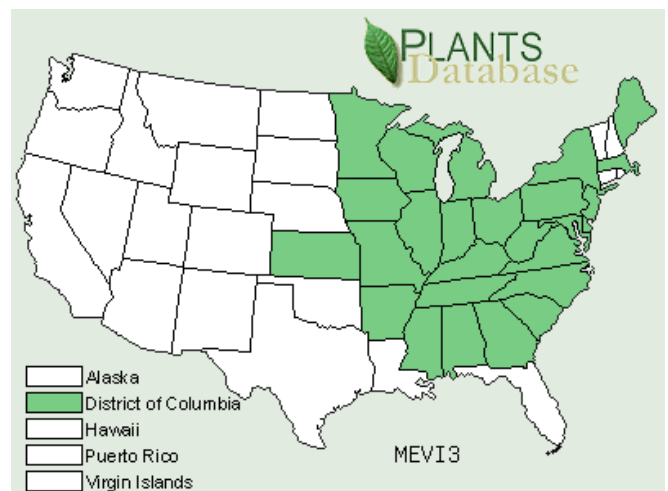 PLANTS
Database
Alaska
District of Columbia
Hawaii
Puerto Rico
Virgin Islands
MEVI3